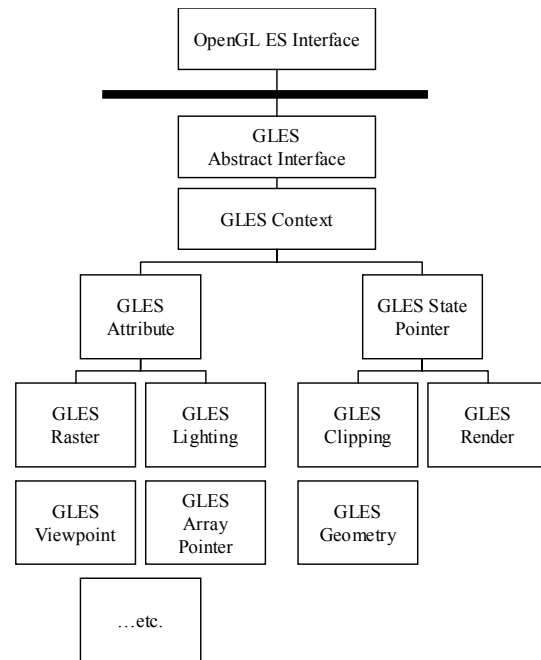 OpenGL ES Interface
GLES
Abstract Interface
GLES Context
GLES
Attribute
GLES State
Pointer
GLES
Raster
GLES
Lighting
GLES
Clipping
GLES
Render
GLES
Viewpoint
GLES
Array
Pointer
GLES
Geometry
…etc.